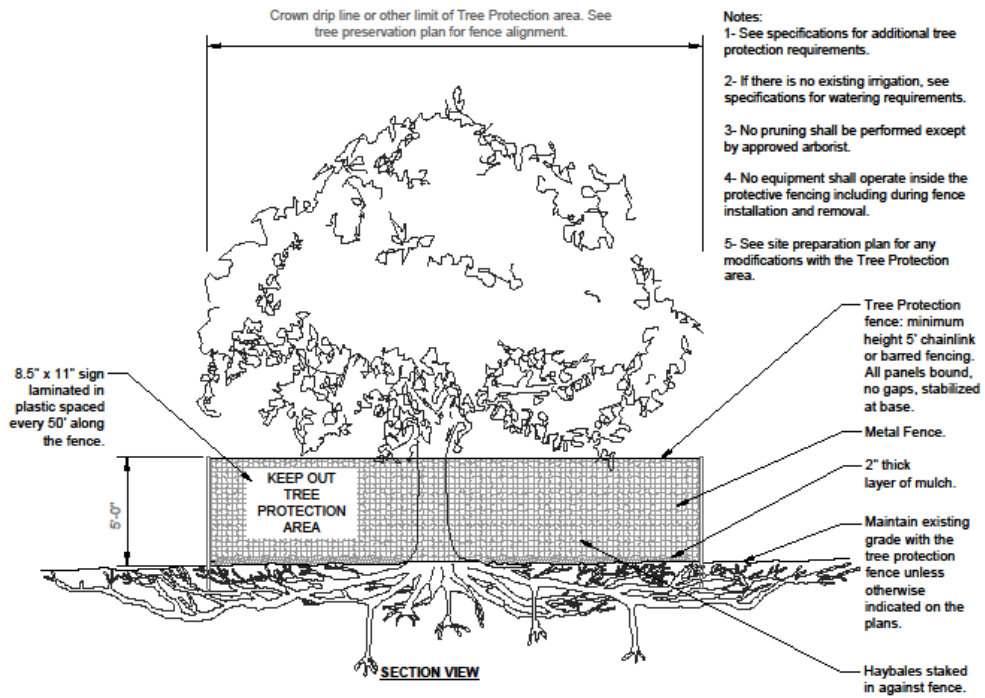 Crown drip line or other limit of Tree Protection area. See
tree preservation plan for fence alignment.
Notes:
1- See specifications for additional tree
protection requirements.
2- If there is no existing irrigation, see
specifications for watering requirements.
3- No pruning shall be performed except
by approved arborist.
4- No equipment shall operate inside the
protective fencing including during fence
installation and removal.
5- See site preparation plan for any
modifications with the Tree Protection
area.
Tree Protection
fence: minimum
height 5' chainlink
or barred fencing.
All panels bound,
no gaps, stabilized
at base.
8.5" x 11" sign
laminated in
plastic spaced
every 50' along
the fence.
Metal Fence.
KEEP OUT
TREE
PROTECTION
AREA
5'-0"
2" thick
layer of mulch.
Maintain existing
grade with the
tree protection
fence unless
otherwise
indicated on the
plans.
SECTION VIEW
Haybales staked
in against fence.